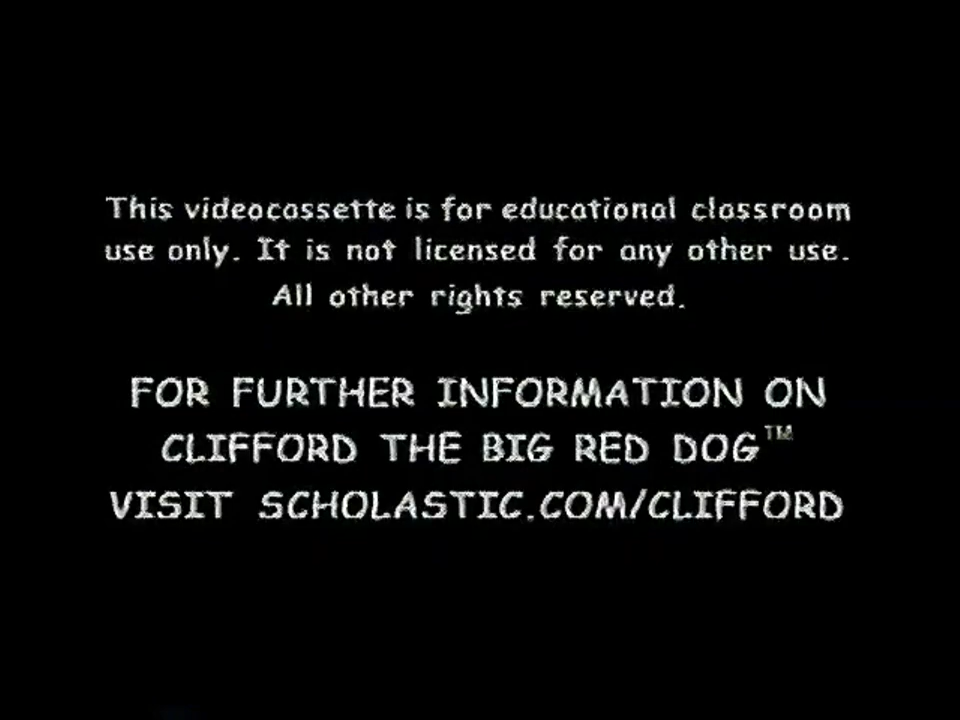 This videocassette is for educational classroom
use only. It is not licensed for any other use.
All other rights reserved.
FOR FURTHER INFORMATION ON
CLIFFORD THE BIG RED DOG™
VISIT SCHOLASTIC.COM/CLIFFORD